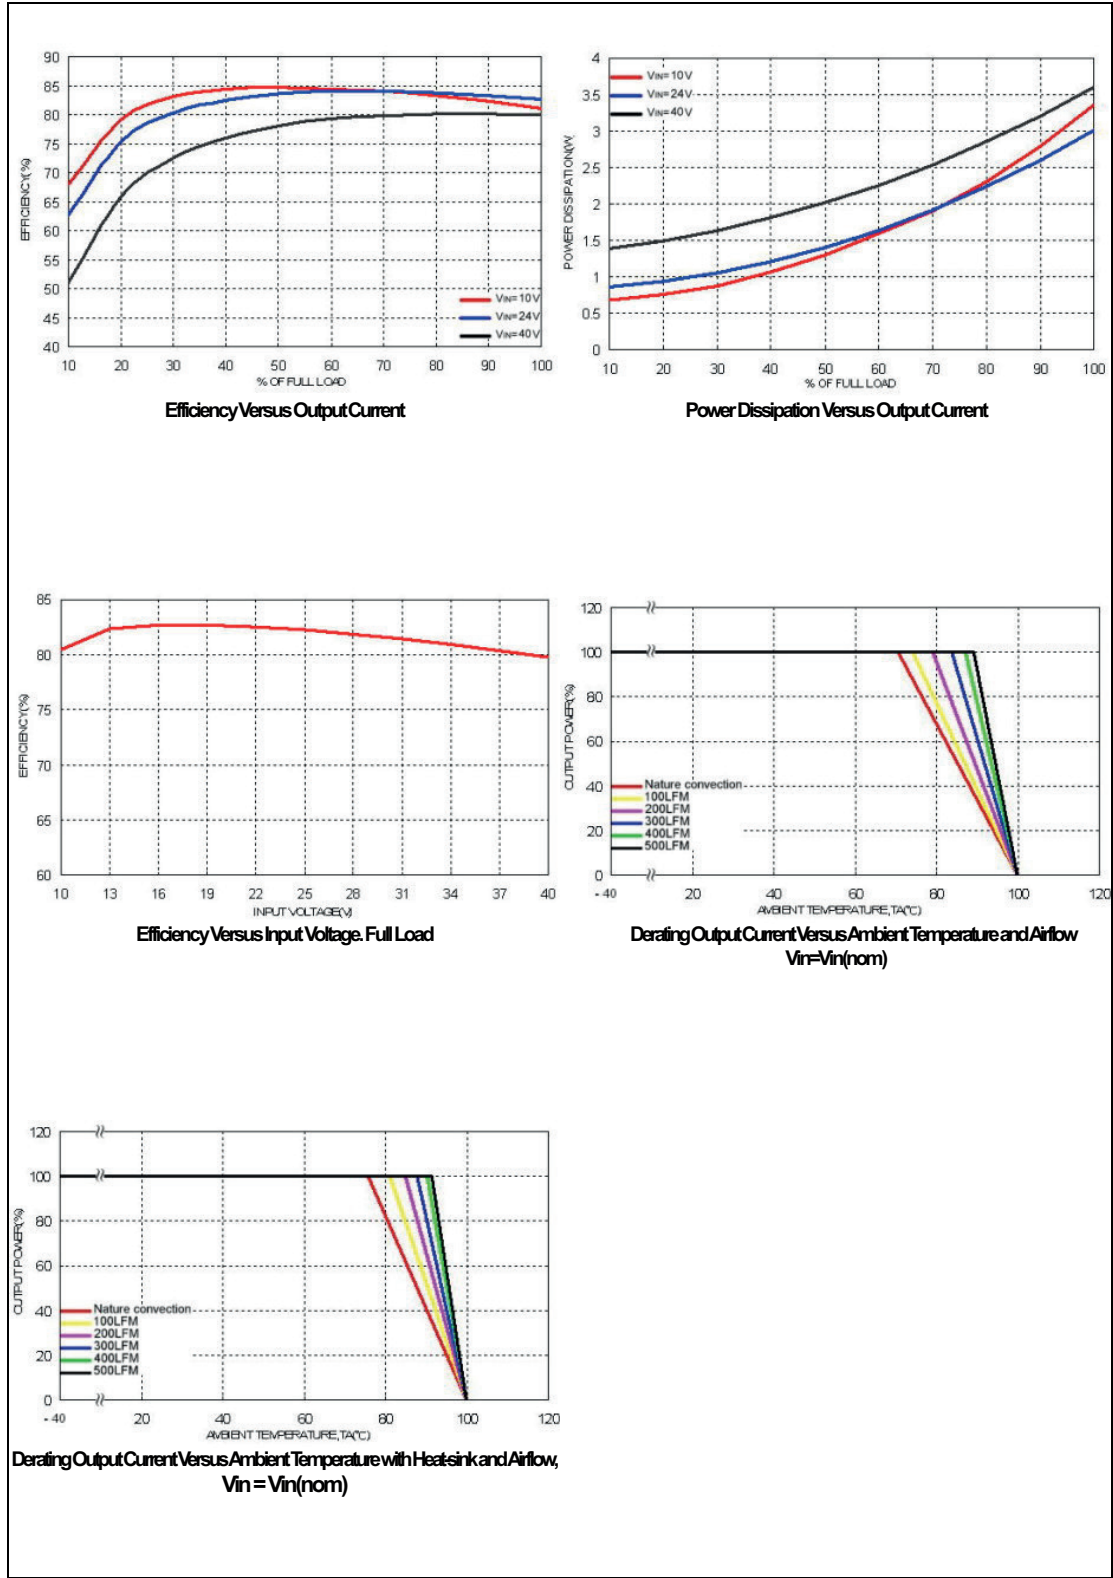 90
85
80
75
70
65
60
55
50
45
40
EFFICIENCY(%)
VIN=10V
VIN=24V
VIN=40V
10 20 30 40 50 60 70 80 90 100
% OF FULL LOAD
Efficiency Versus Output Current
4
3.5
3
2.5
2
1.5
1
0.5
0
POWER DISSIPATION(W
VIN=10V
VIN=24V
VIN=40V
10 20 30 40 50 60 70 80 90 100
% OF FULL LOAD
Power Dissipation Versus Output Current
85
80
75
70
65
60
EFFICIENCY(%)
10 13 16 19 22 25 28 31 34 37 40
INPUT VOLTAGE(V)
Efficiency Versus Input Voltage. Full Load
120
100
80
60
40
20
0
OUTPUT POWER(%)
Nature convection
100LFM
200LFM
300LFM
400LFM
500LFM
-40 20 40 60 80 100 120
AMBIENT TEMPERATURE,TA(°C)
Derating Output Current Versus Ambient Temperature and Airflow
Vin=Vin(nom)
120
100
80
60
40
20
0
OUTPUT POWER(%)
Nature convection
100LFM
200LFM
300LFM
400LFM
500LFM
-40 20 40 60 80 100 120
AMBIENT TEMPERATURE,TA(°C)
Derating Output Current Versus Ambient Temperature with Heat-sink and Airflow,
Vin = Vin(nom)